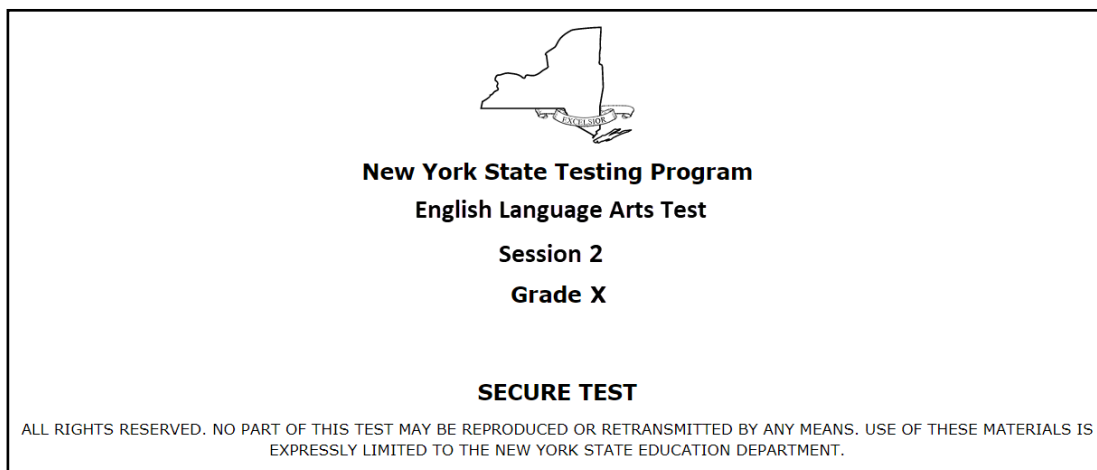 EXCELSIOR
New York State Testing Program
English Language Arts Test
Session 2
Grade X
SECURE TEST
ALL RIGHTS RESERVED. NO PART OF THIS TEST MAY BE REPRODUCED OR RETRANSMITTED BY ANY MEANS. USE OF THESE MATERIALS IS
EXPRESSLY LIMITED TO THE NEW YORK STATE EDUCATION DEPARTMENT.